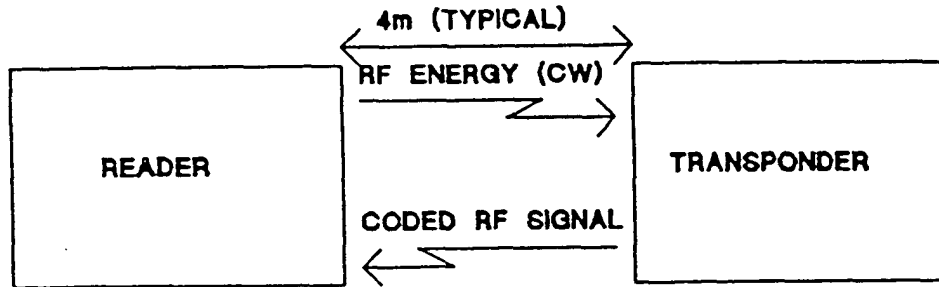 4m (TYPICAL)
RF ENERGY (CW)
READER
TRANSPONDER
CODED RF SIGNAL